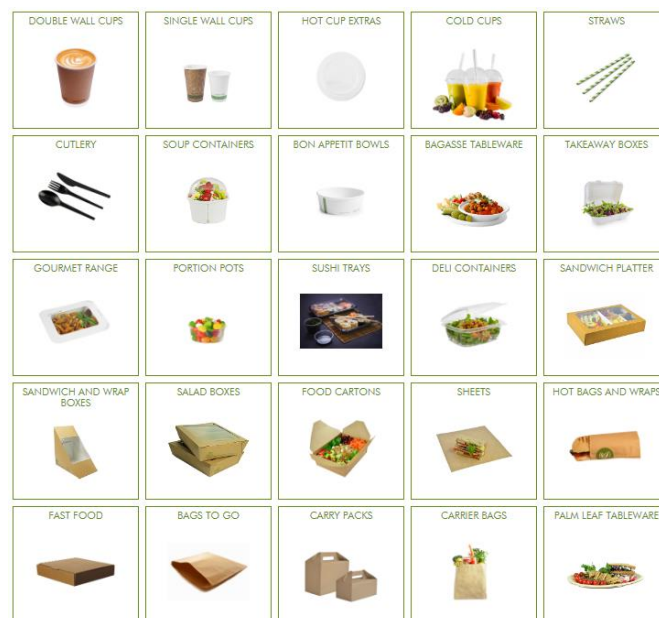 DOUBLE WALL CUPS
SINGLE WALL CUPS
HOT CUP EXTRAS
COLD CUPS
STRAWS
CUTLERY
SOUP CONTAINERS
BON APPETIT BOWLS
BAGASSE TABLEWARE
TAKEAWAY BOXES
GOURMET RANGE
PORTION POTS
SUSHI TRAYS
DELI CONTAINERS
SANDWICH PLATTER
SANDWICH AND WRAP
BOXES
SALAD BOXES
FOOD CARTONS
SHEETS
HOT BAGS AND WRAPS
FAST FOOD
BAGS TO GO
CARRY PACKS
CARRIER BAGS
PALM LEAF TABLEWARE